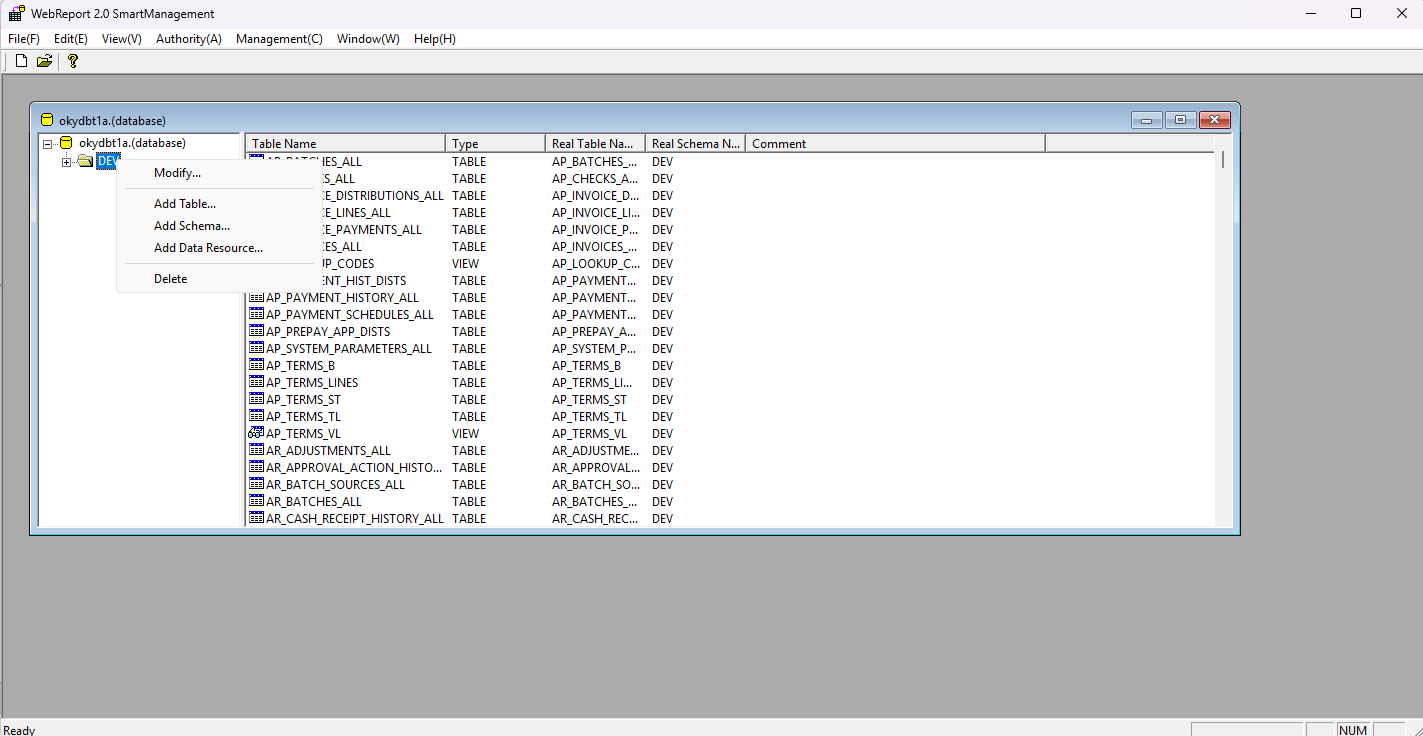 WebReport 2.0 SmartManagement
File(F) Edit(E) View(V) Authority(A) Management(C) Window(W) Help(H)
okydbt1a.(database)
okydbt1a.(database)
DEV
Modify...
Add Table...
Add Schema...
Add Data Resource...
Delete
Table Name Type Real Table Na... Real Schema N... Comment
AP_BATCHES_ALL TABLE AP_BATCHES_... DEV
S_ALL TABLE AP_CHECKS_A... DEV
E_DISTRIBUTIONS_ALL TABLE AP_INVOICE_D... DEV
E_LINES_ALL TABLE AP_INVOICE_LI... DEV
E_PAYMENTS_ALL TABLE AP_INVOICE_P... DEV
ES_ALL TABLE AP_INVOICES_... DEV
P_CODES VIEW AP_LOOKUP_C... DEV
ENT_HIST_DISTS TABLE AP_PAYMENT... DEV
AP_PAYMENT_HISTORY_ALL TABLE AP_PAYMENT... DEV
AP_PAYMENT_SCHEDULES_ALL TABLE AP_PAYMENT... DEV
AP_PREPAY_APP_DISTS TABLE AP_PREPAY_A... DEV
AP_SYSTEM_PARAMETERS_ALL TABLE AP_SYSTEM_P... DEV
AP_TERMS_B TABLE AP_TERMS_B DEV
AP_TERMS_LINES TABLE AP_TERMS_LI... DEV
AP_TERMS_ST TABLE AP_TERMS_ST DEV
AP_TERMS_TL TABLE AP_TERMS_TL DEV
AP_TERMS_VL VIEW AP_TERMS_VL DEV
AR_ADJUSTMENTS_ALL TABLE AR_ADJUSTME... DEV
AR_APPROVAL_ACTION_HISTO... TABLE AR_APPROVAL... DEV
AR_BATCH_SOURCES_ALL TABLE AR_BATCH_SO... DEV
AR_BATCHES_ALL TABLE AR_BATCHES_... DEV
AR_CASH_RECEIPT_HISTORY_ALL TABLE AR_CASH_REC... DEV
Ready NUM